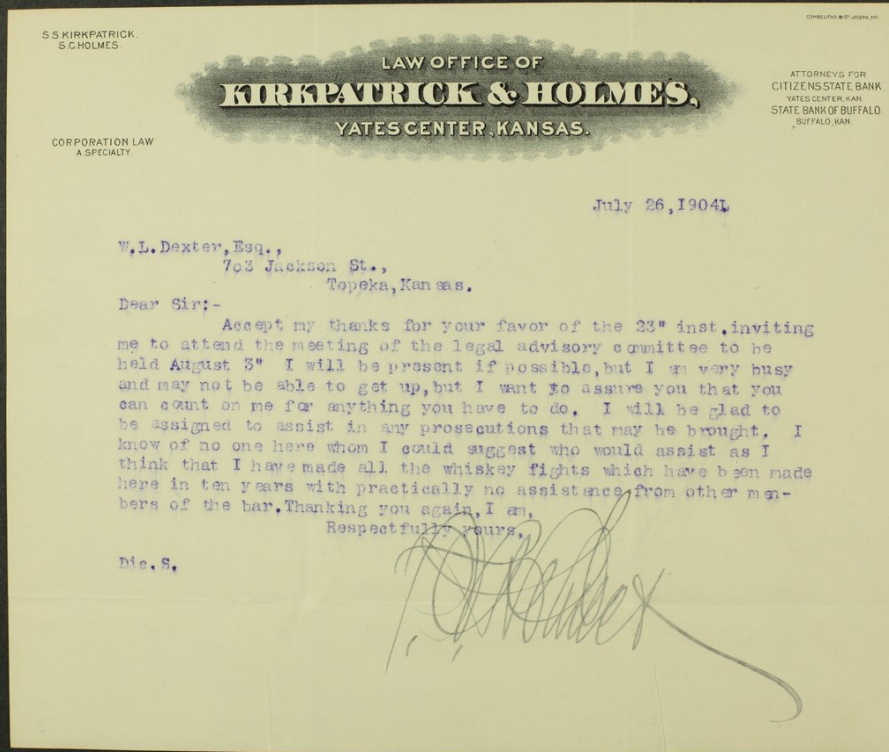 COMBE LITHO. ST. JOSEPH, MO.
S.S. KIRKPATRICK.
S.C. HOLMES.
LAW OFFICE OF
KIRKPATRICK & HOLMES,
YATES CENTER, KANSAS.
ATTORNEYS FOR
CITIZENS STATE BANK
YATES CENTER, KAN.
STATE BANK OF BUFFALO.
BUFFALO, KAN.
CORPORATION LAW
A SPECIALTY.
July 26,1904
W.L.Dexter,Esq.,
703 Jackson St.,
Topeka,Kansas.
Dear Sir;-
Accept my thanks for your favor of the 23" inst.inviting
me to attend the meeting of the legal advisory committee to be
held August 3" I will be present if possible,but I am very busy
and may not be able to get up,but I want to assure you that you
can count on me for anything you have to do. I will be glad to
be assigned to assist in any prosecutions that may be brought. I
know of no one here whom I could suggest who would assist as I
think that I have made all the whiskey fights which have been made
here in ten years with practically no assistance from other mem-
bers of the bar.Thanking you again,I am,
Respectfully yours,
Dic.S.